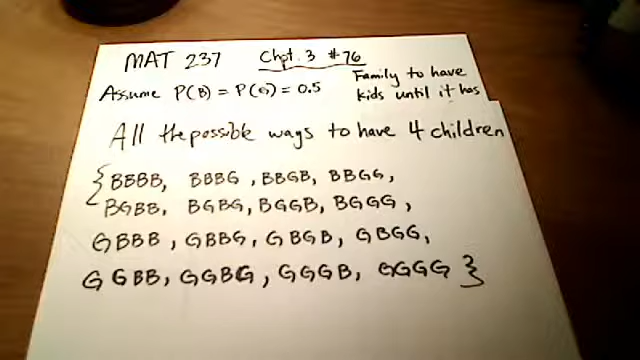 MAT 237 Chpt. 3 #76
Assume P(B) = P(G) = 0.5
Family to have
kids until it has
All the possible ways to have 4 children
{BBBB, BBBG, BBGB, BBGG,
BGBB, BGBG, BGGB, BGGG,
GBBB, GBBG, GBGB, GBGG,
GGBB, GGBG, GGGB, GGGG}